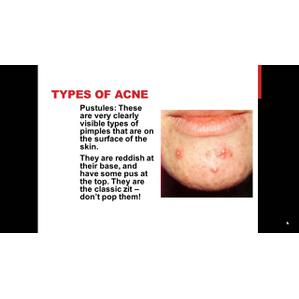 TYPES OF ACNE
Pustules: These
are very clearly
visible types of
pimples that are on
the surface of the
skin.
They are reddish at
their base, and
have some pus at
the top. They are
the classic zit –
don't pop them!